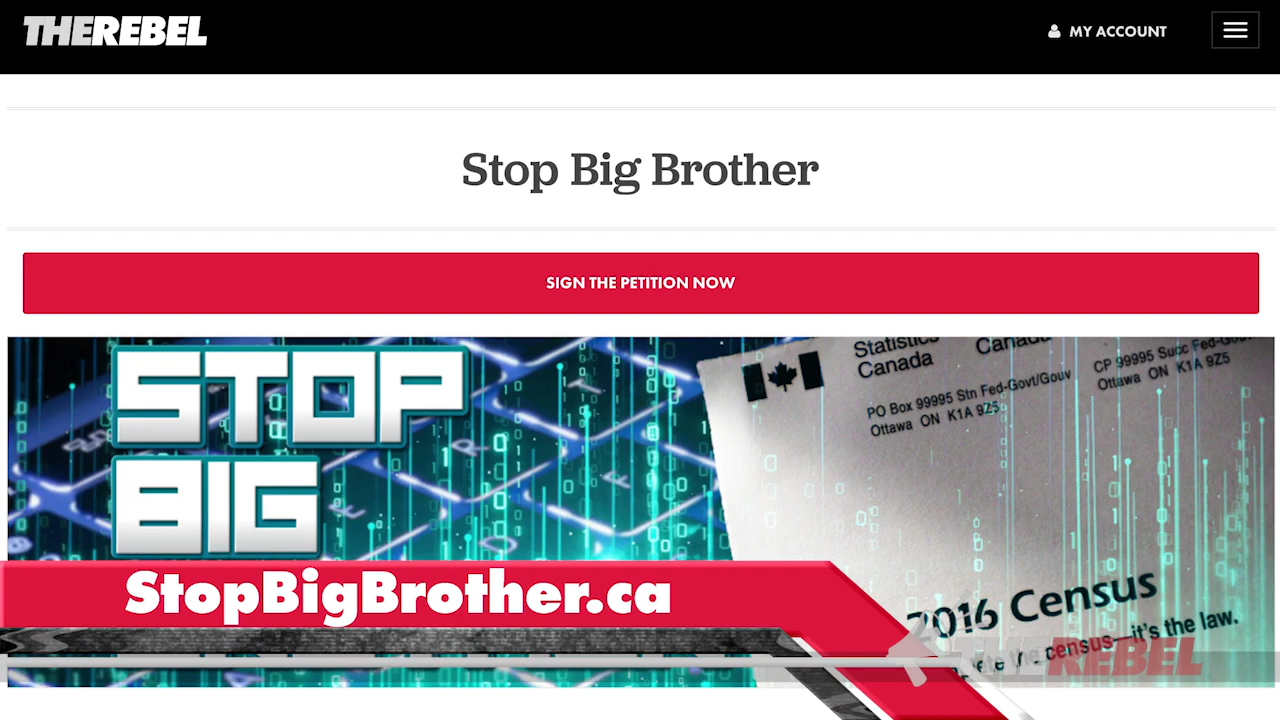 THEREBEL
MY ACCOUNT
Stop Big Brother
SIGN THE PETITION NOW
STOP
BIG
Statistics
Canada
Canada
PO Box 99995 Stn Fed-Govt/Gouv
Ottawa ON K1A 9Z5
CP 99995 Succ
Ottawa ON K1A 9Z5
2016 Census
the census—it's the law.
StopBigBrother.ca
THEREBEL